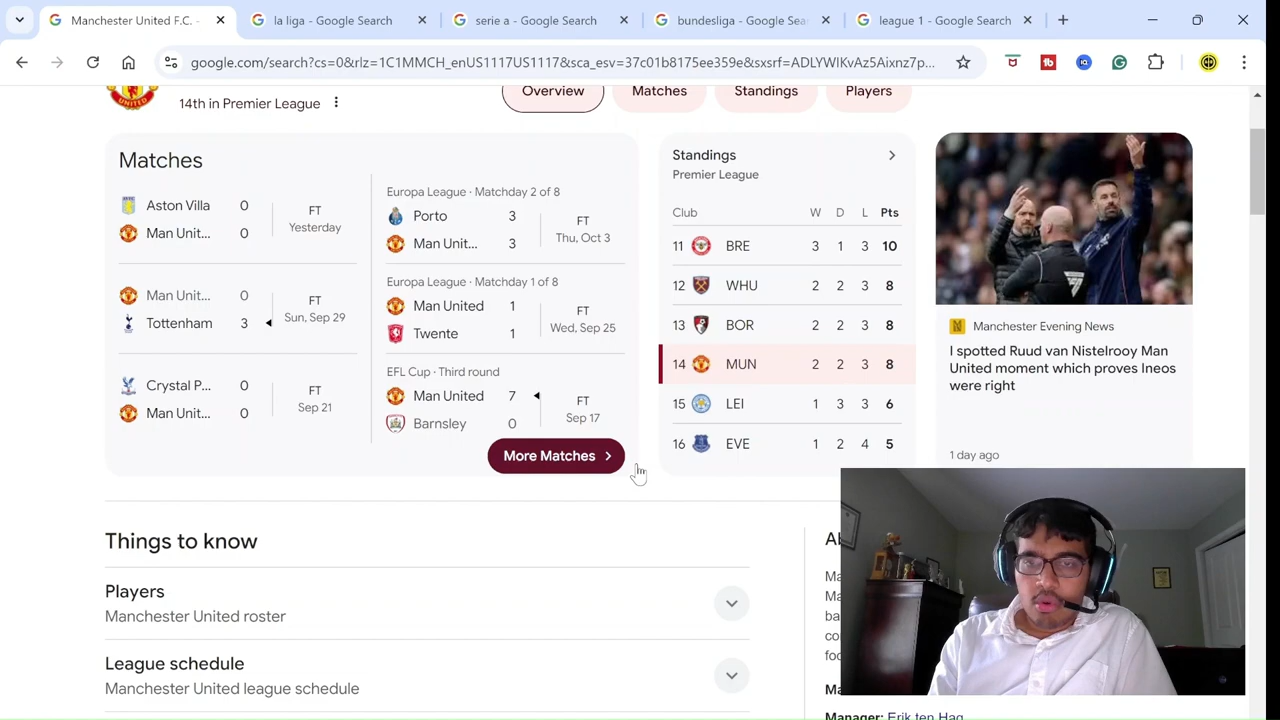 Manchester United F.C. -
la liga - Google Search
serie a - Google Search
bundesliga - Google Sea
league 1 - Google Search
google.com/search?cs=0&rlz=1C1MMCH_enUS1117US1117&sca_esv=37c01b8175ee359e&sxsrf=ADLYWIKvAz5Aixnz7p...
UNITED
14th in Premier League
Overview
Matches
Standings
Players
Matches
Aston Villa 0
Man Unit... 0
FT
Yesterday
Man Unit... 0
Tottenham 3
FT
Sun, Sep 29
Crystal P... 0
Man Unit... 0
FT
Sep 21
Europa League · Matchday 2 of 8
Porto 3
Man Unit... 3
FT
Thu, Oct 3
Europa League · Matchday 1 of 8
Man United 1
Twente 1
FT
Wed, Sep 25
EFL Cup · Third round
Man United 7
Barnsley 0
FT
Sep 17
More Matches
Standings
Premier League
Club W D L Pts
11 BRE 3 1 3 10
12 WHU 2 2 3 8
13 BOR 2 2 3 8
14 MUN 2 2 3 8
15 LEI 1 3 3 6
16 EVE 1 2 4 5
Manchester Evening News
I spotted Ruud van Nistelrooy Man
United moment which proves Ineos
were right
1 day ago
Things to know
Players
Manchester United roster
League schedule
Manchester United league schedule
Manager: Erik ten Hag